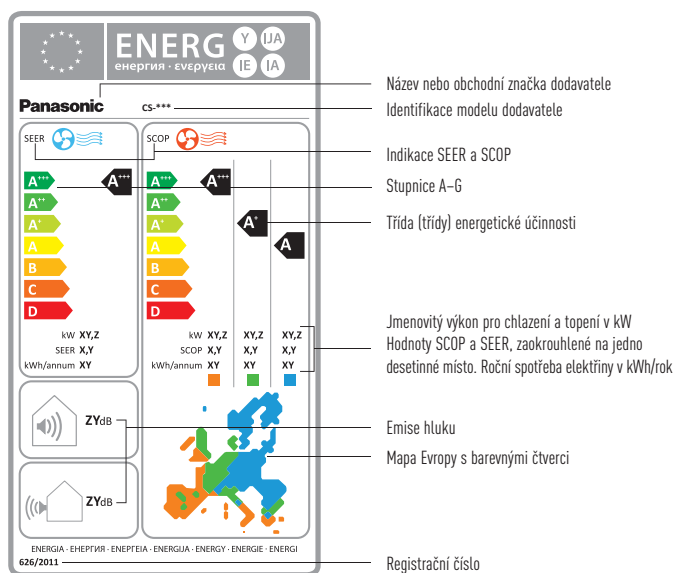 ENERG
енергия · ενεργεια
Y IJA
IE IA
Panasonic
CS-***
SEER
SCOP
A+++ A+++
A++
A+
A
B
C
D
A+++ A+++
A++
A+ A+
A A
B
C
D
kW XY,Z
SEER X,Y
kWh/annum XY
kW XY,Z XY,Z XY,Z
SCOP X,Y X,Y X,Y
kWh/annum XY XY XY
ZYdB
ZYdB
ENERGIA · ЕНЕРГИЯ · ΕΝΕΡΓΕΙΑ · ENERGIJA · ENERGY · ENERGIE · ENERGI
626/2011
Název nebo obchodní značka dodavatele
Identifikace modelu dodavatele
Indikace SEER a SCOP
Stupnice A–G
Třída (třídy) energetické účinnosti
Jmenovitý výkon pro chlazení a topení v kW
Hodnoty SCOP a SEER, zaokrouhlené na jedno
desetinné místo. Roční spotřeba elektřiny v kWh/rok
Emise hluku
Mapa Evropy s barevnými čtverci
Registrační číslo